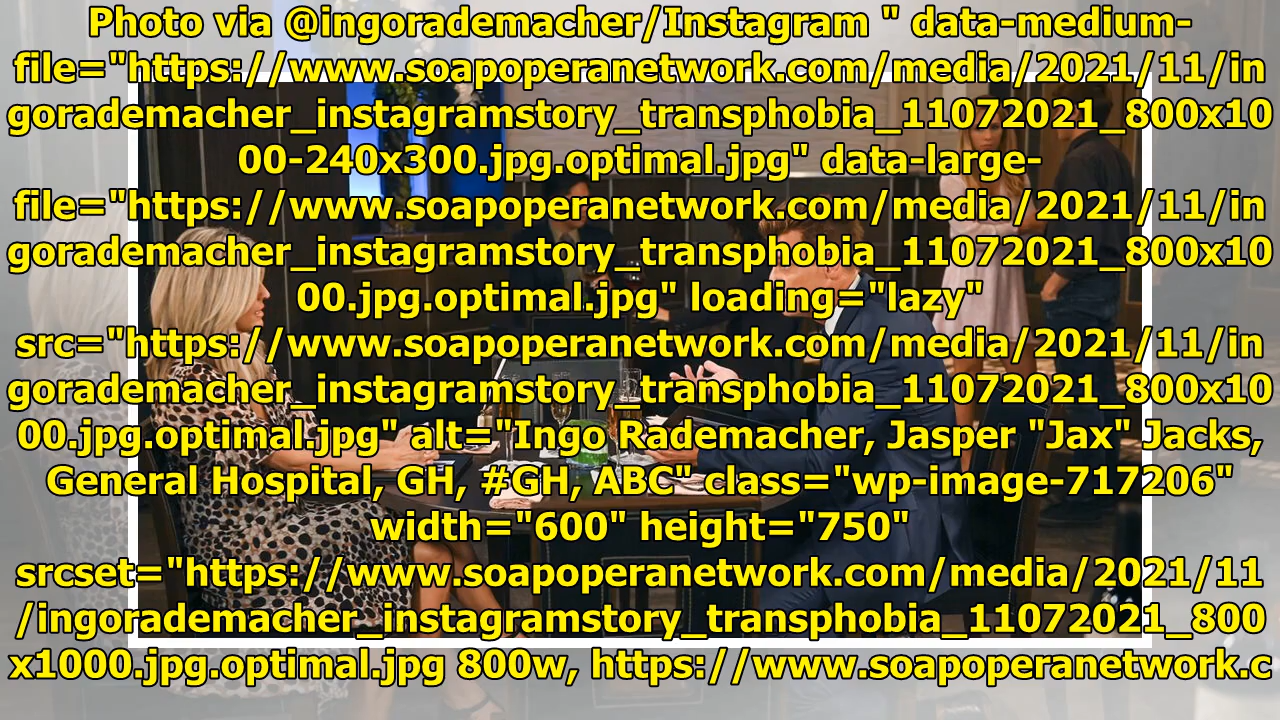 Photo via @ingorademacher/Instagram " data-medium-
file="https://www.soapoperanetwork.com/media/2021/11/in
gorademacher_instagramstory_transphobia_11072021_800x10
00-240x300.jpg.optimal.jpg" data-large-
file="https://www.soapoperanetwork.com/media/2021/11/in
gorademacher_instagramstory_transphobia_11072021_800x10
00.jpg.optimal.jpg" loading="lazy"
src="https://www.soapoperanetwork.com/media/2021/11/in
gorademacher_instagramstory_transphobia_11072021_800x10
00.jpg.optimal.jpg" alt="Ingo Rademacher, Jasper "Jax" Jacks,
General Hospital, GH, #GH, ABC" class="wp-image-717206"
width="600" height="750"
srcset="https://www.soapoperanetwork.com/media/2021/11
/ingorademacher_instagramstory_transphobia_11072021_800
x1000.jpg.optimal.jpg 800w, https://www.soapoperanetwork.c